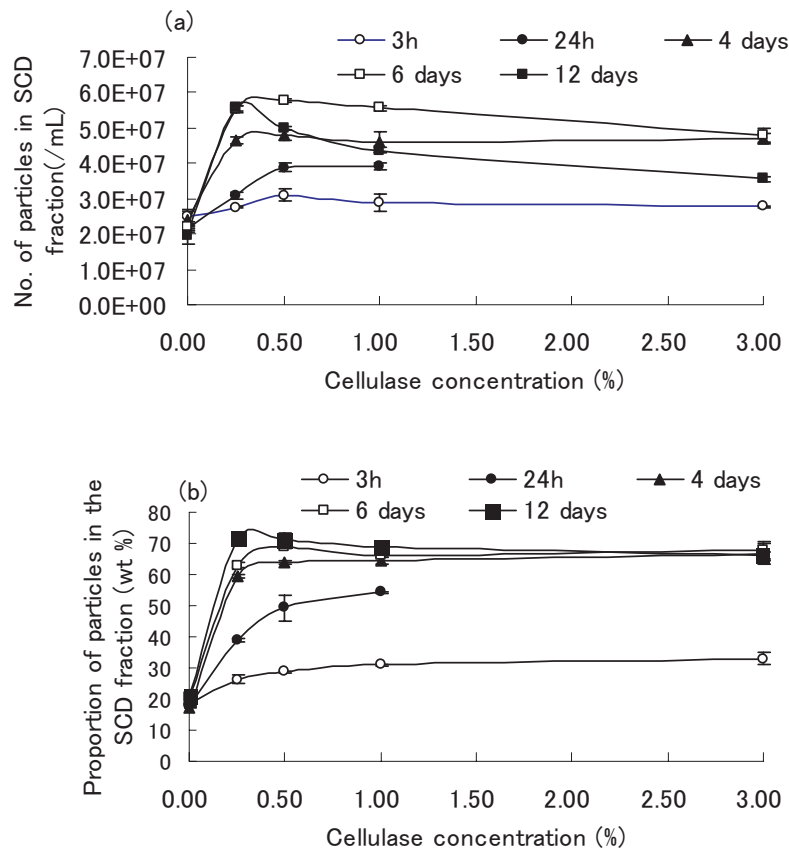 (a)
3h 24h 4 days
6 days 12 days
No. of particles in SCD
fraction(/mL)
7.0E+07
6.0E+07
5.0E+07
4.0E+07
3.0E+07
2.0E+07
1.0E+07
0.0E+00
0.00 0.50 1.00 1.50 2.00 2.50 3.00
Cellulase concentration (%)
(b)
3h 24h 4 days
6 days 12 days
Proportion of particles in the
SCD fraction (wt %)
80
70
60
50
40
30
20
10
0
0.00 0.50 1.00 1.50 2.00 2.50 3.00
Cellulase concentration (%)